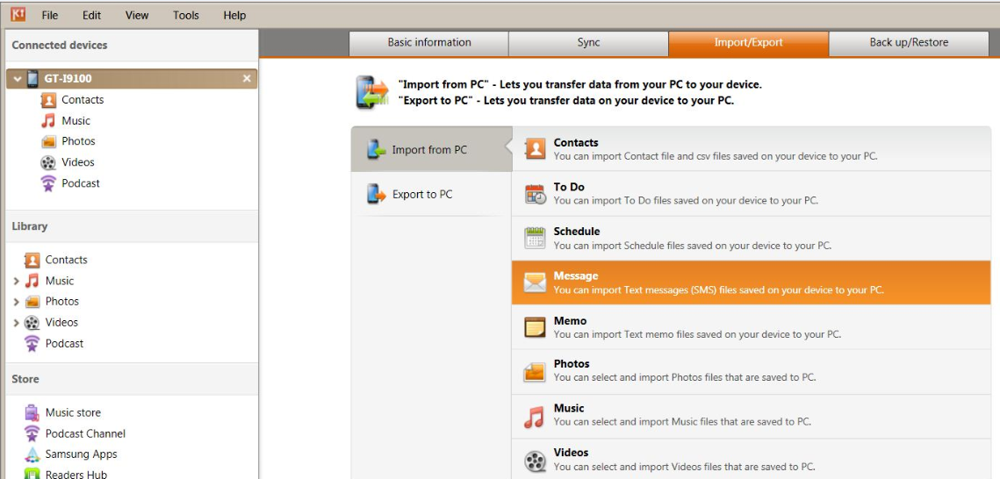 File Edit View Tools Help
Connected devices
GT-I9100
Contacts
Music
Photos
Videos
Podcast
Library
Contacts
Music
Photos
Videos
Podcast
Store
Music store
Podcast Channel
Samsung Apps
Readers Hub
Basic information Sync Import/Export Back up/Restore
"Import from PC" - Lets you transfer data from your PC to your device.
"Export to PC" - Lets you transfer data on your device to your PC.
Import from PC
Export to PC
Contacts
You can import Contact file and csv files saved on your device to your PC.
To Do
You can import To Do files saved on your device to your PC.
Schedule
You can import Schedule files saved on your device to your PC.
Message
You can import Text messages (SMS) files saved on your device to your PC.
Memo
You can import Text memo files saved on your device to your PC.
Photos
You can select and import Photos files that are saved to PC.
Music
You can select and import Music files that are saved to PC.
Videos
You can select and import Videos files that are saved to PC.